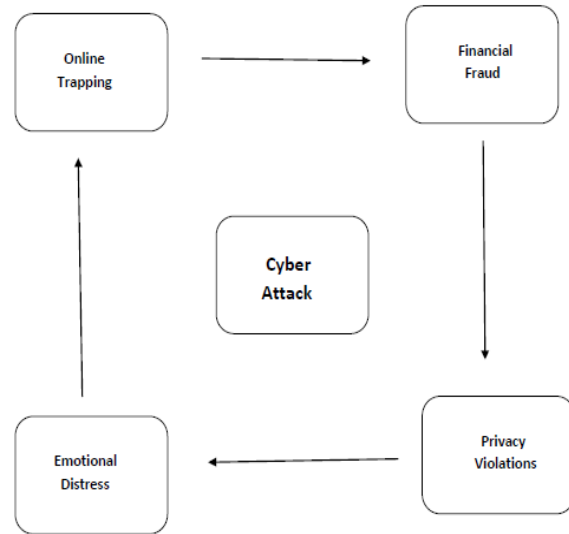 Online
Trapping
Financial
Fraud
Cyber
Attack
Emotional
Distress
Privacy
Violations